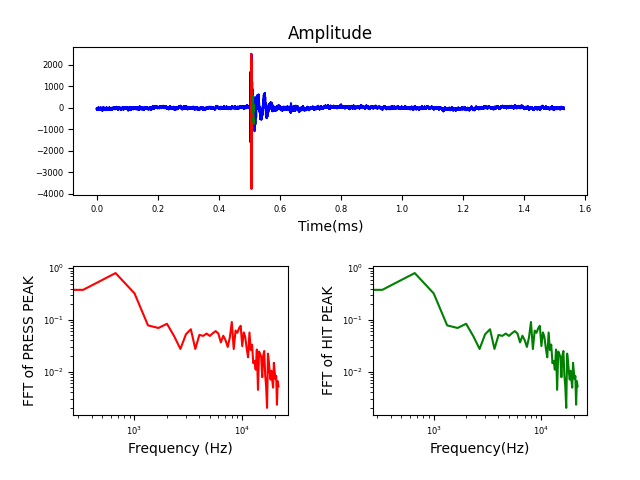 Amplitude
2000
1000
0
−1000
−2000
−3000
−4000
0.0 0.2 0.4 0.6 0.8 1.0 1.2 1.4 1.6
Time(ms)
FFT of PRESS PEAK
10⁰
10⁻¹
10⁻²
10³ 10⁴
Frequency (Hz)
FFT of HIT PEAK
10⁰
10⁻¹
10⁻²
10³ 10⁴
Frequency(Hz)